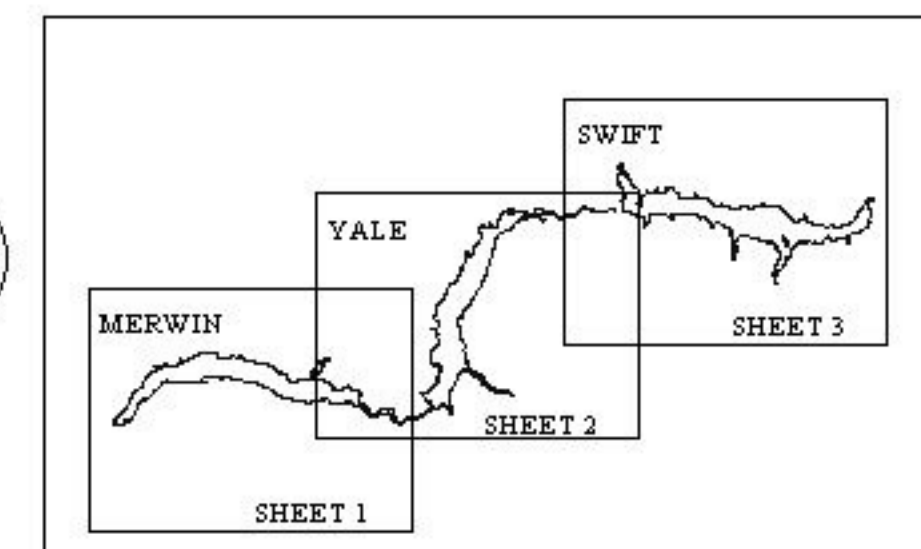 SWIFT
YALE
MERWIN
SHEET 3
SHEET 2
SHEET 1